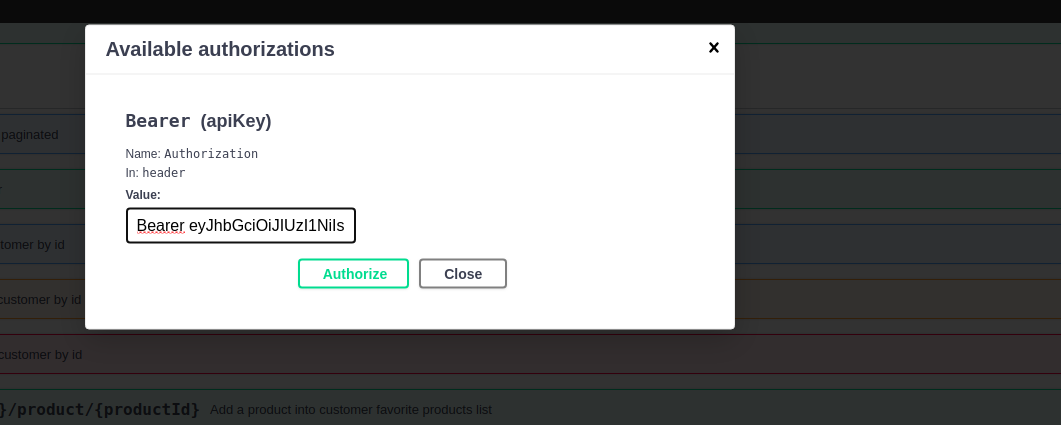 Available authorizations
Bearer (apiKey)
Name: Authorization
In: header
Value:
Bearer eyJhbGciOiJIUzI1NiIs
Authorize Close
paginated
tomer by id
customer by id
customer by id
}/product/{productId} Add a product into customer favorite products list